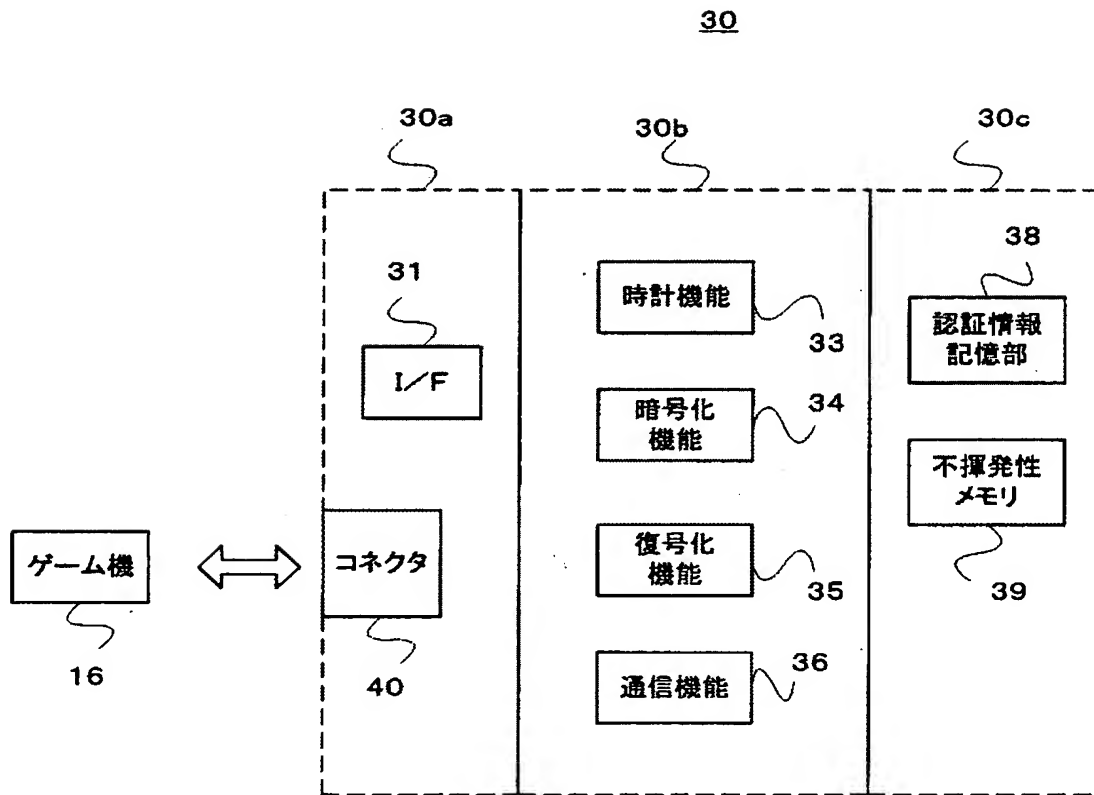 30
30a
30b
30c
31
I/F
時計機能
33
38
認証情報
記憶部
暗号化
機能
34
不揮発性
メモリ
39
ゲーム機
16
コネクタ
40
復号化
機能
35
通信機能
36